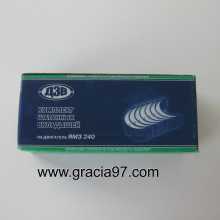 ДЗВ
КОМПЛЕКТ
ШАТУННЫХ
ВКЛАДЫШЕЙ
НА ДВИГАТЕЛЬ ЯМЗ 240
www.gracia97.com